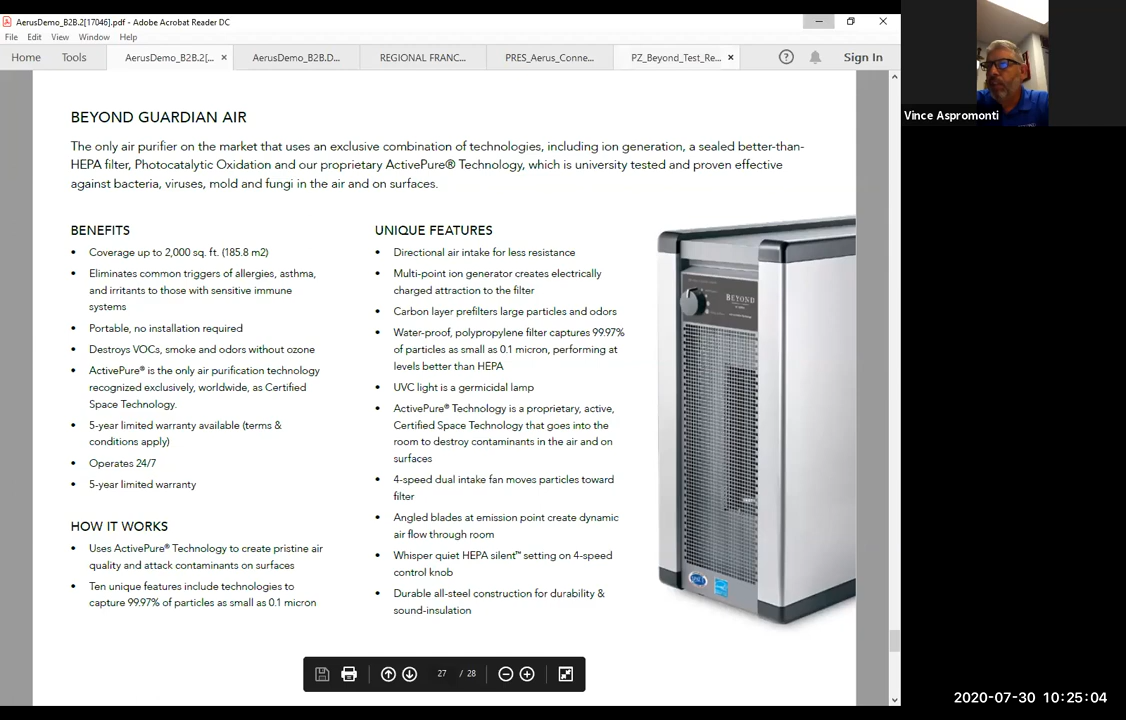 AerusDemo_B2B.2[17046].pdf - Adobe Acrobat Reader DC
File Edit View Window Help
Home Tools AerusDemo_B2B.2[... × AerusDemo_B2B.D... REGIONAL FRANC... PRES_Aerus_Conne... PZ_Beyond_Test_Re... × Sign In
Vince Aspromonti
BEYOND GUARDIAN AIR
The only air purifier on the market that uses an exclusive combination of technologies, including ion generation, a sealed better-than-
HEPA filter, Photocatalytic Oxidation and our proprietary ActivePure® Technology, which is university tested and proven effective
against bacteria, viruses, mold and fungi in the air and on surfaces.
BENEFITS
• Coverage up to 2,000 sq. ft. (185.8 m2)
• Eliminates common triggers of allergies, asthma,
and irritants to those with sensitive immune
systems
• Portable, no installation required
• Destroys VOCs, smoke and odors without ozone
• ActivePure® is the only air purification technology
recognized exclusively, worldwide, as Certified
Space Technology.
• 5-year limited warranty available (terms &
conditions apply)
• Operates 24/7
• 5-year limited warranty
HOW IT WORKS
• Uses ActivePure® Technology to create pristine air
quality and attack contaminants on surfaces
• Ten unique features include technologies to
capture 99.97% of particles as small as 0.1 micron
UNIQUE FEATURES
• Directional air intake for less resistance
• Multi-point ion generator creates electrically
charged attraction to the filter
• Carbon layer prefilters large particles and odors
• Water-proof, polypropylene filter captures 99.97%
of particles as small as 0.1 micron, performing at
levels better than HEPA
• UVC light is a germicidal lamp
• ActivePure® Technology is a proprietary, active,
Certified Space Technology that goes into the
room to destroy contaminants in the air and on
surfaces
• 4-speed dual intake fan moves particles toward
filter
• Angled blades at emission point create dynamic
air flow through room
• Whisper quiet HEPA silent™ setting on 4-speed
control knob
• Durable all-steel construction for durability &
sound-insulation
BEYOND
27 / 28
2020-07-30 10:25:04